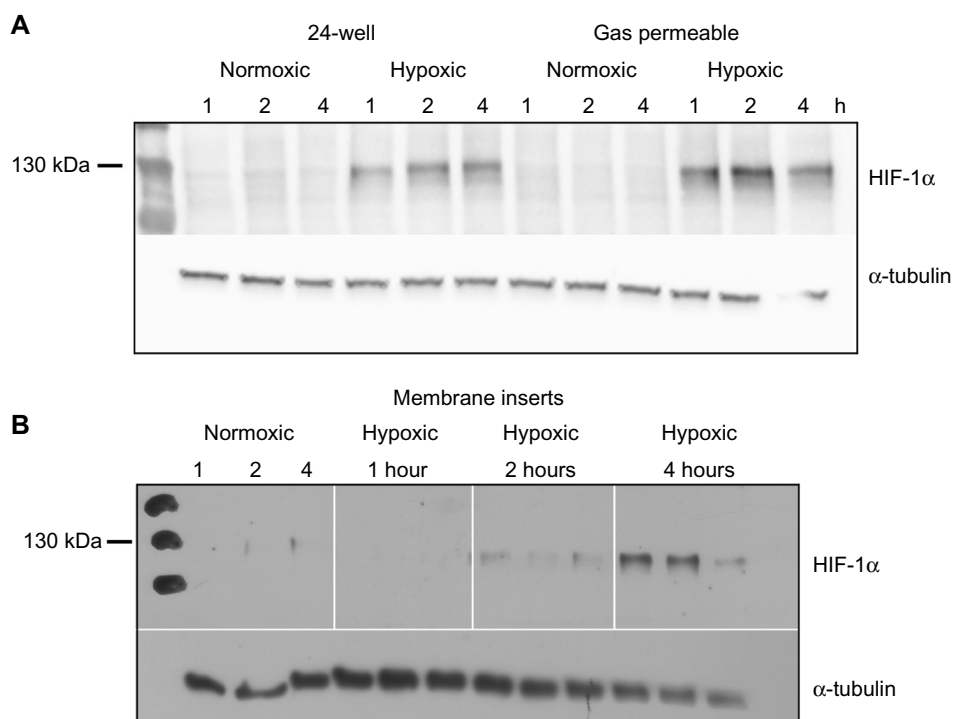 A
24-well Gas permeable
Normoxic Hypoxic Normoxic Hypoxic
1 2 4 1 2 4 1 2 4 1 2 4 h
130 kDa
HIF-1α
α-tubulin
Membrane inserts
B
Normoxic Hypoxic Hypoxic Hypoxic
1 2 4 1 hour 2 hours 4 hours
130 kDa
HIF-1α
α-tubulin